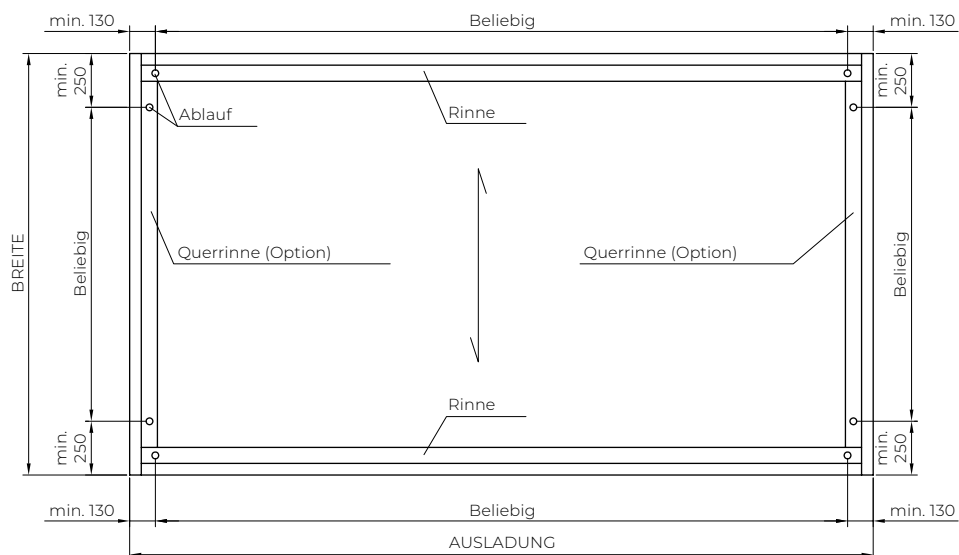 min. 130
Beliebig
min. 130
min.
250
min.
250
Ablauf
Rinne
BREITE
Beliebig
Querrinne (Option)
Querrinne (Option)
Beliebig
Rinne
min.
250
min.
250
min. 130
Beliebig
min. 130
AUSLADUNG